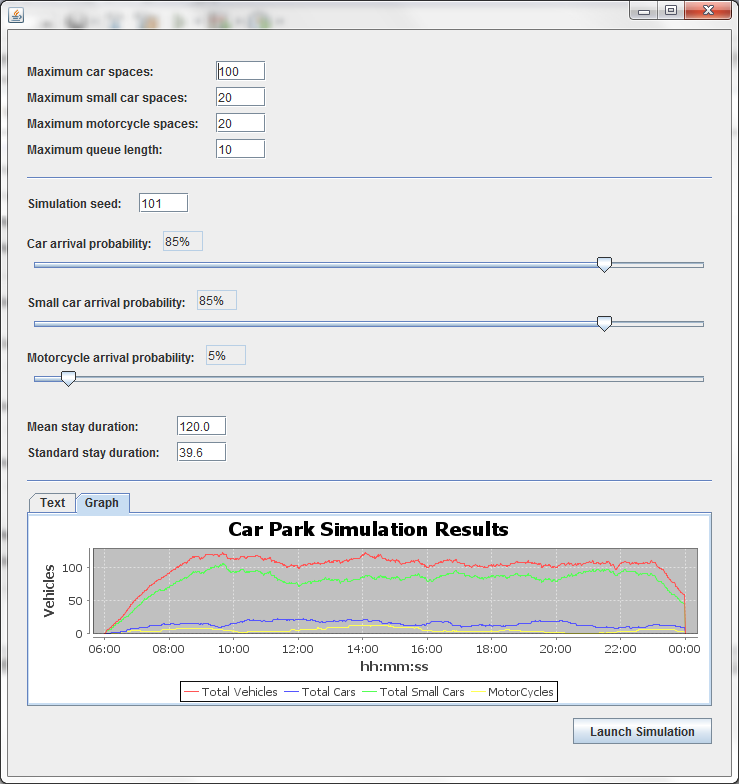 Maximum car spaces: 100
Maximum small car spaces: 20
Maximum motorcycle spaces: 20
Maximum queue length: 10
Simulation seed: 101
Car arrival probability: 85%
Small car arrival probability: 85%
Motorcycle arrival probability: 5%
Mean stay duration: 120.0
Standard stay duration: 39.6
Text Graph
Car Park Simulation Results
Vehicles
100
50
0
06:00 08:00 10:00 12:00 14:00 16:00 18:00 20:00 22:00 00:00
hh:mm:ss
Total Vehicles Total Cars Total Small Cars MotorCycles
Launch Simulation